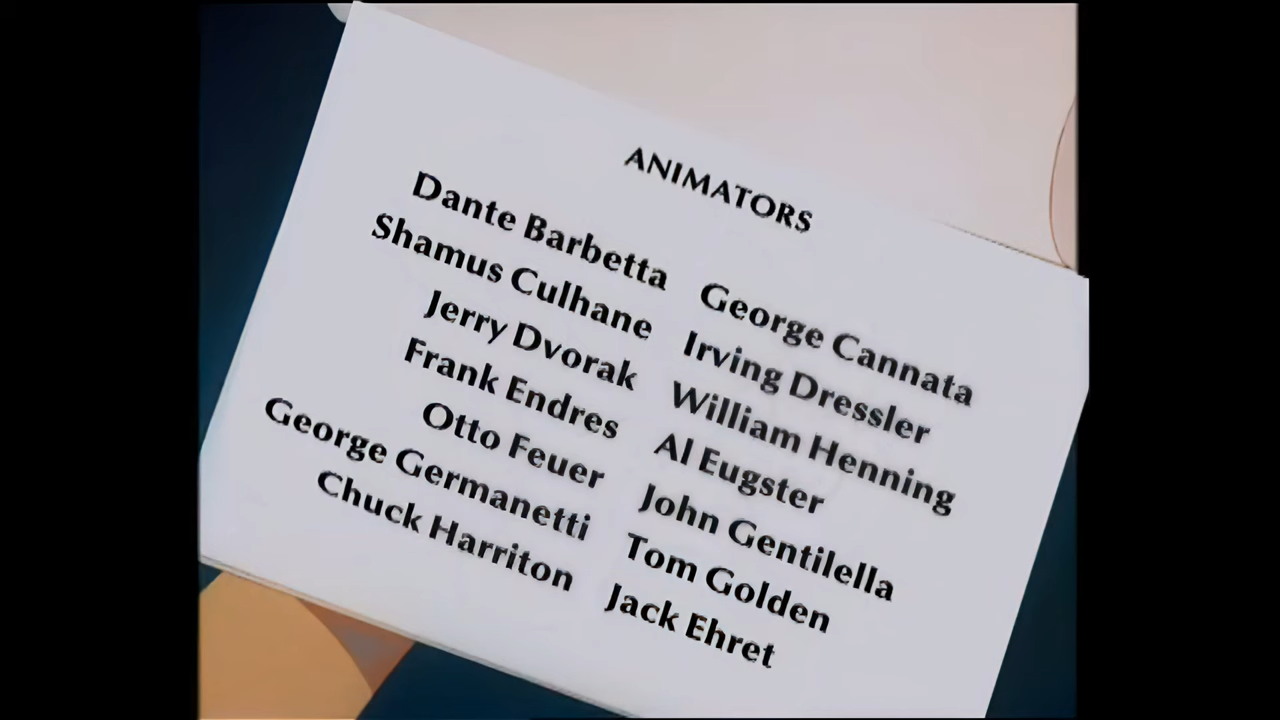 ANIMATORS
Dante Barbetta George Cannata
Shamus Culhane Irving Dressler
Jerry Dvorak William Henning
Frank Endres Al Eugster
Otto Feuer John Gentilella
George Germanetti Tom Golden
Chuck Harriton Jack Ehret